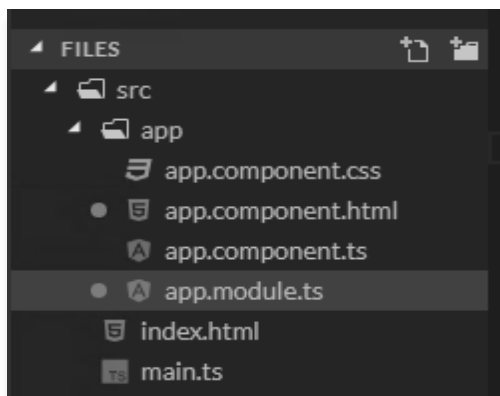 FILES
src
app
app.component.css
app.component.html
app.component.ts
app.module.ts
index.html
TS main.ts